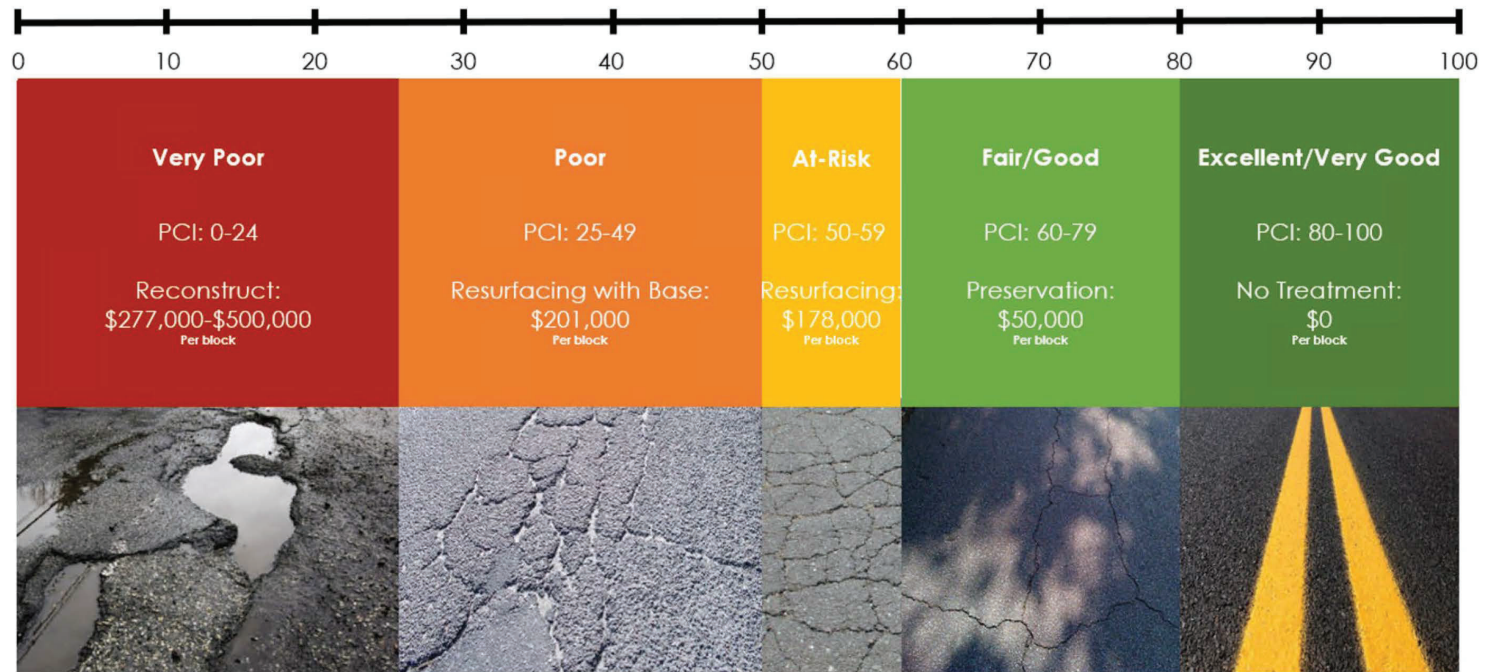 0 10 20 30 40 50 60 70 80 90 100
Very Poor
PCI: 0-24
Reconstruct:
$277,000-$500,000
Per block
Poor
PCI: 25-49
Resurfacing with Base:
$201,000
Per block
At-Risk
PCI: 50-59
Resurfacing:
$178,000
Per block
Fair/Good
PCI: 60-79
Preservation:
$50,000
Per block
Excellent/Very Good
PCI: 80-100
No Treatment:
$0
Per block